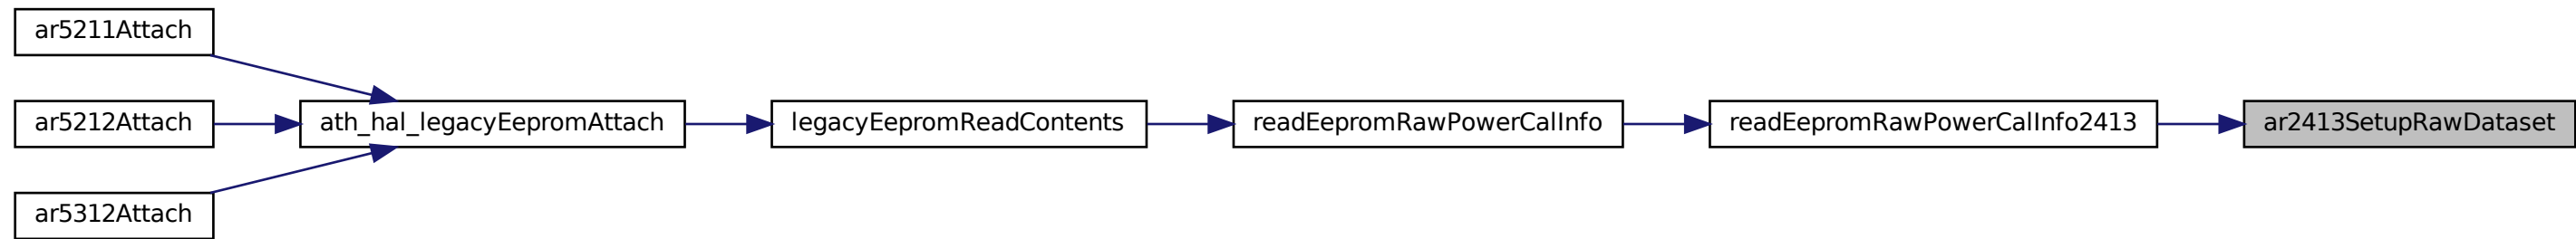 ar5211Attach
ar5212Attach
ar5312Attach
ath_hal_legacyEepromAttach
legacyEepromReadContents
readEepromRawPowerCalInfo
readEepromRawPowerCalInfo2413
ar2413SetupRawDataset